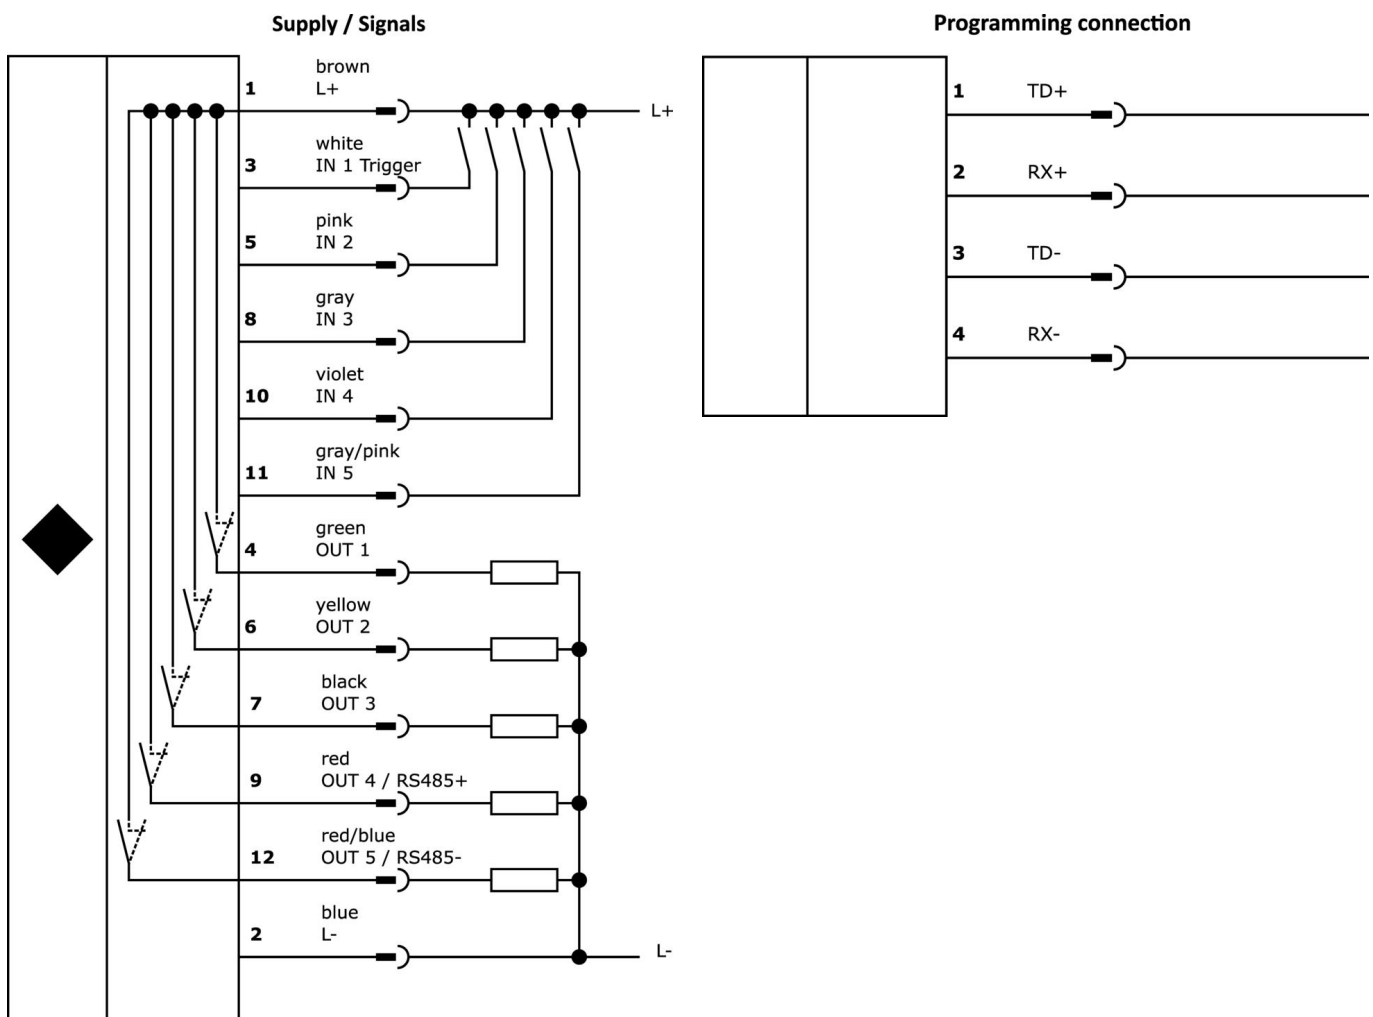 Supply / Signals
brown
1 L+
L+
white
3 IN 1 Trigger
pink
5 IN 2
gray
8 IN 3
violet
10 IN 4
gray/pink
11 IN 5
green
4 OUT 1
yellow
6 OUT 2
black
7 OUT 3
red
9 OUT 4 / RS485+
red/blue
12 OUT 5 / RS485-
blue
2 L-
L-
Programming connection
1 TD+
2 RX+
3 TD-
4 RX-